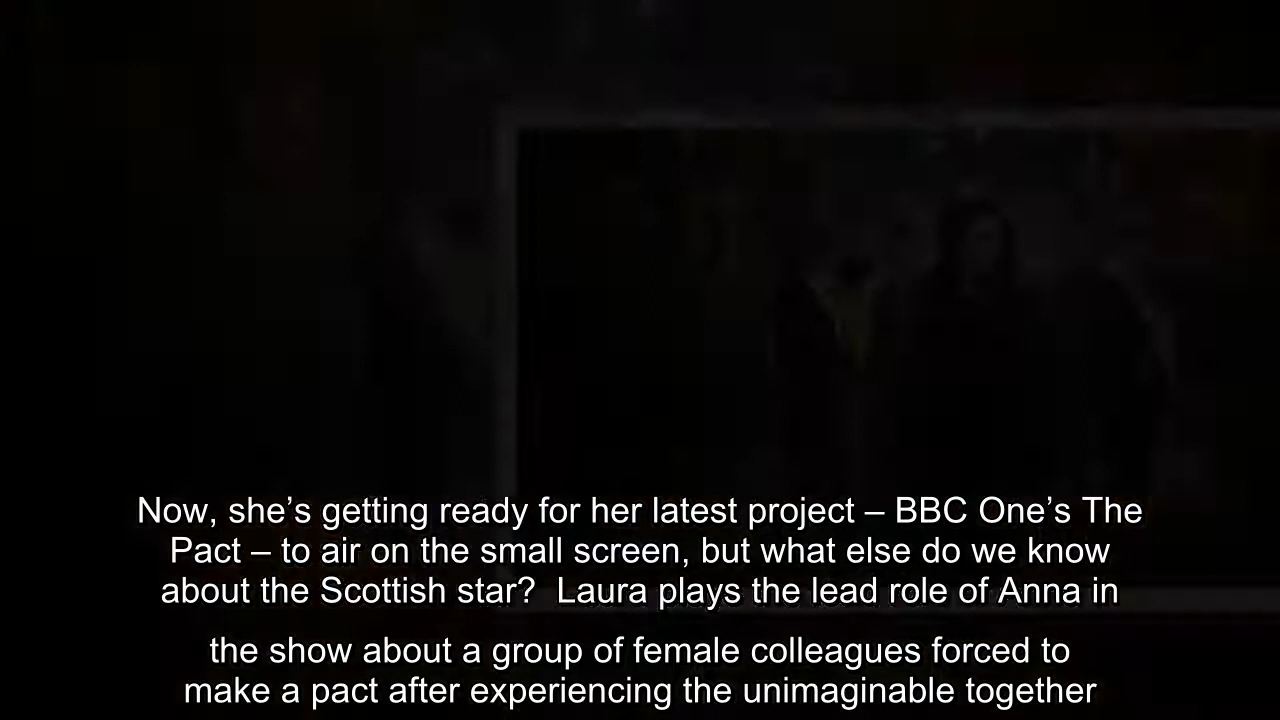 Now, she’s getting ready for her latest project – BBC One’s The
Pact – to air on the small screen, but what else do we know
about the Scottish star?  Laura plays the lead role of Anna in
the show about a group of female colleagues forced to
make a pact after experiencing the unimaginable together